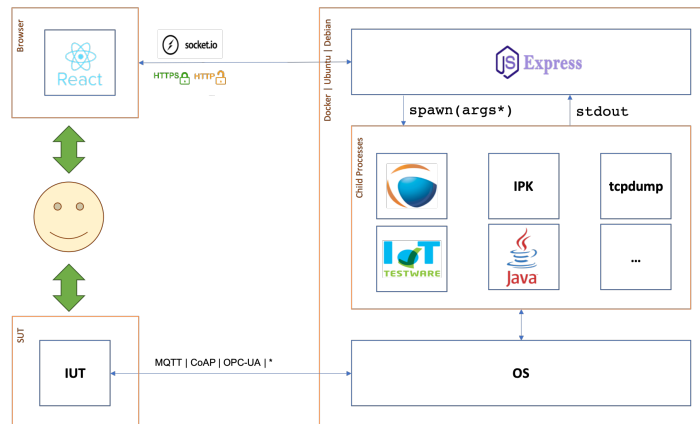 Browser
React
socket.io
HTTPS
HTTP
...
Docker | Ubuntu | Debian
JS
Express
spawn(args*)
stdout
Child Processes
IPK
tcpdump
IoT
TESTWARE
Java
...
SUT
IUT
MQTT | CoAP | OPC-UA | *
OS